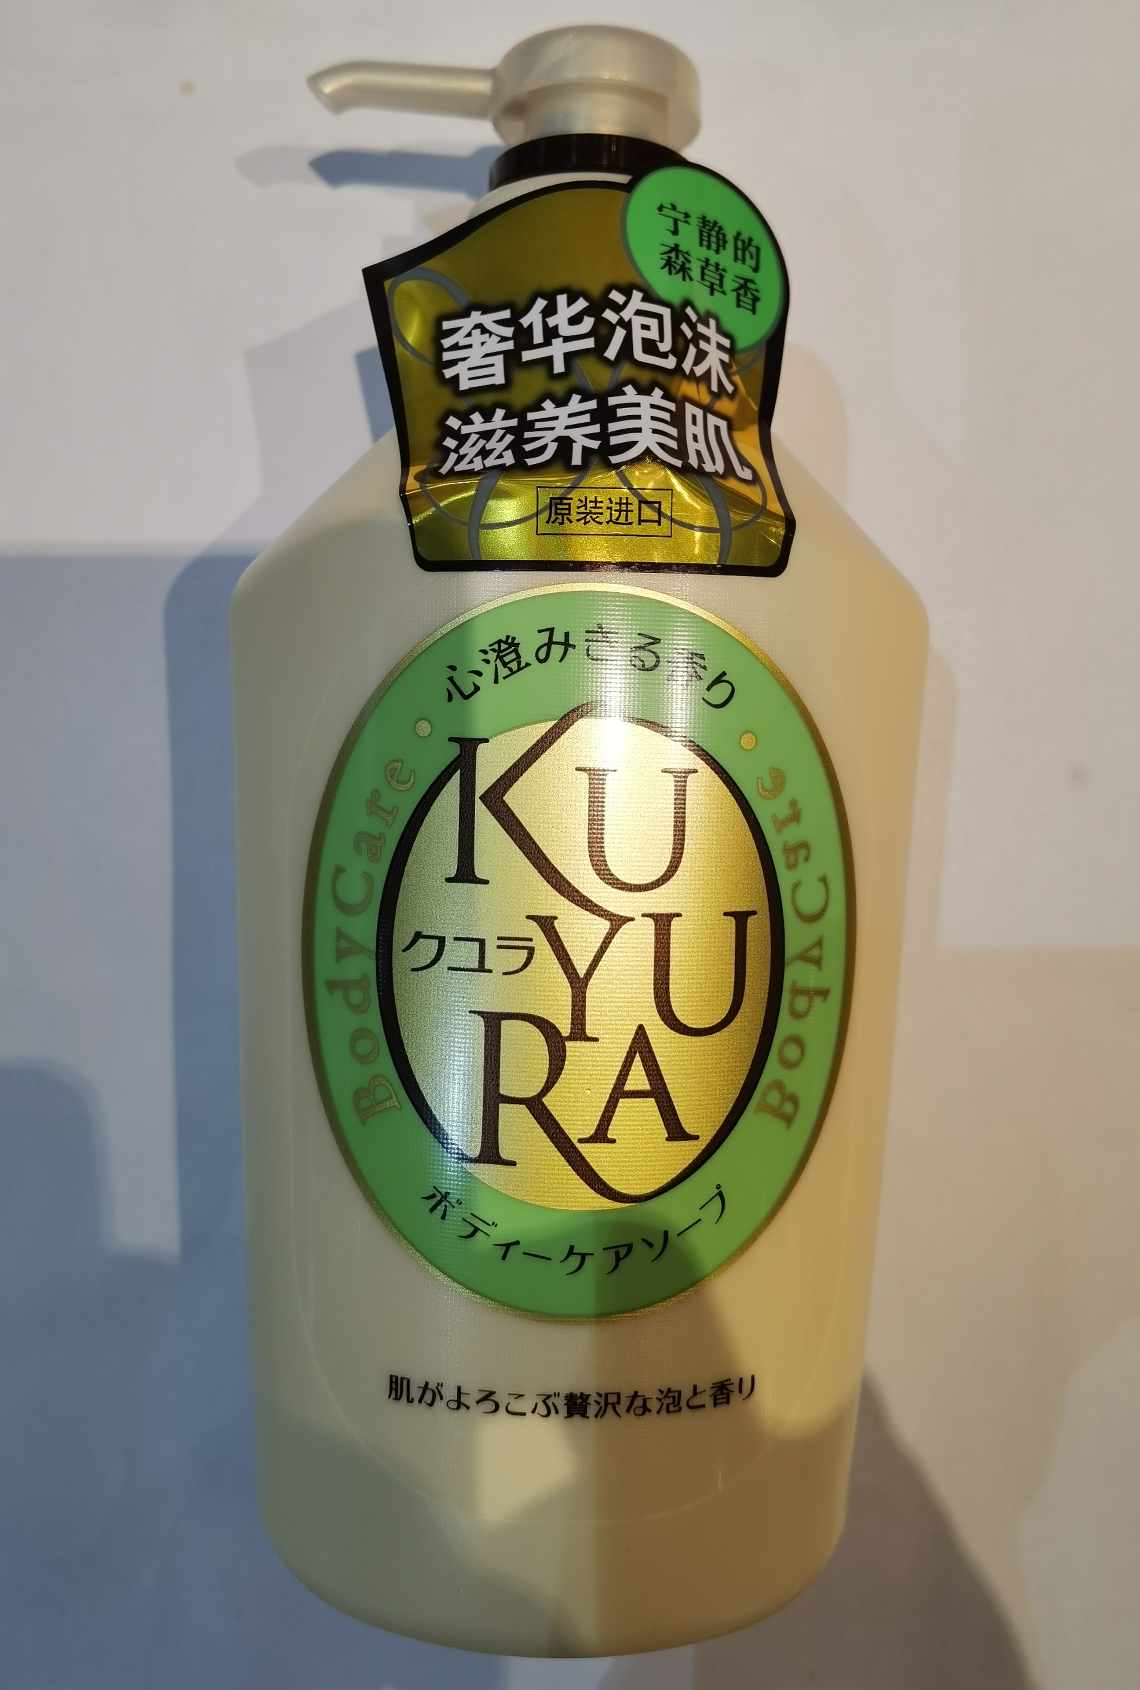 宁静的
森草香
奢华泡沫
滋养美肌
原装进口
心澄みきる香り
BodyCare
BodyCare
KU
YU
クユラ
RA
ボディーケアソープ
肌がよろこぶ贅沢な泡と香り